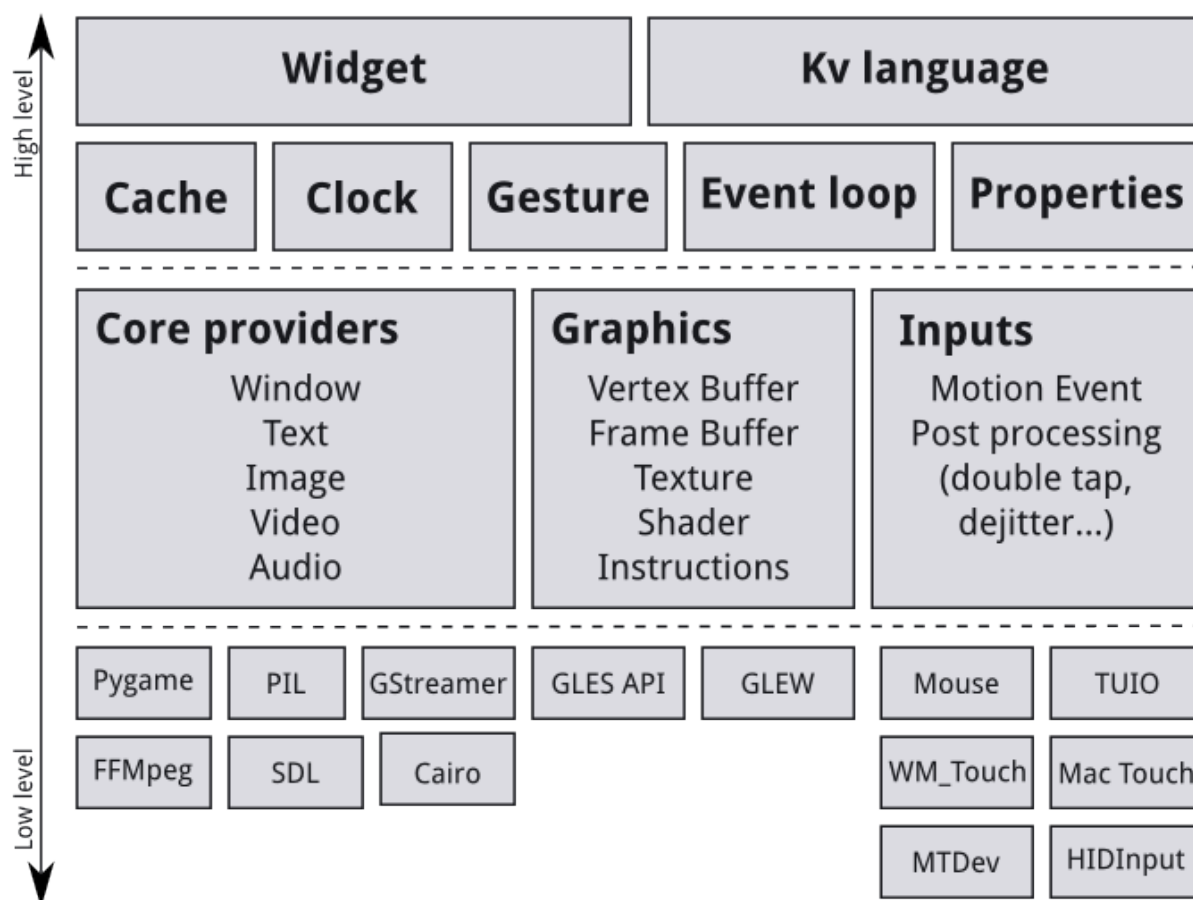 High level
Widget
Kv language
Cache
Clock
Gesture
Event loop
Properties
Core providers
Window
Text
Image
Video
Audio
Graphics
Vertex Buffer
Frame Buffer
Texture
Shader
Instructions
Inputs
Motion Event
Post processing
(double tap,
dejitter...)
Low level
Pygame
PIL
GStreamer
GLES API
GLEW
Mouse
TUIO
FFMpeg
SDL
Cairo
WM_Touch
Mac Touch
MTDev
HIDInput